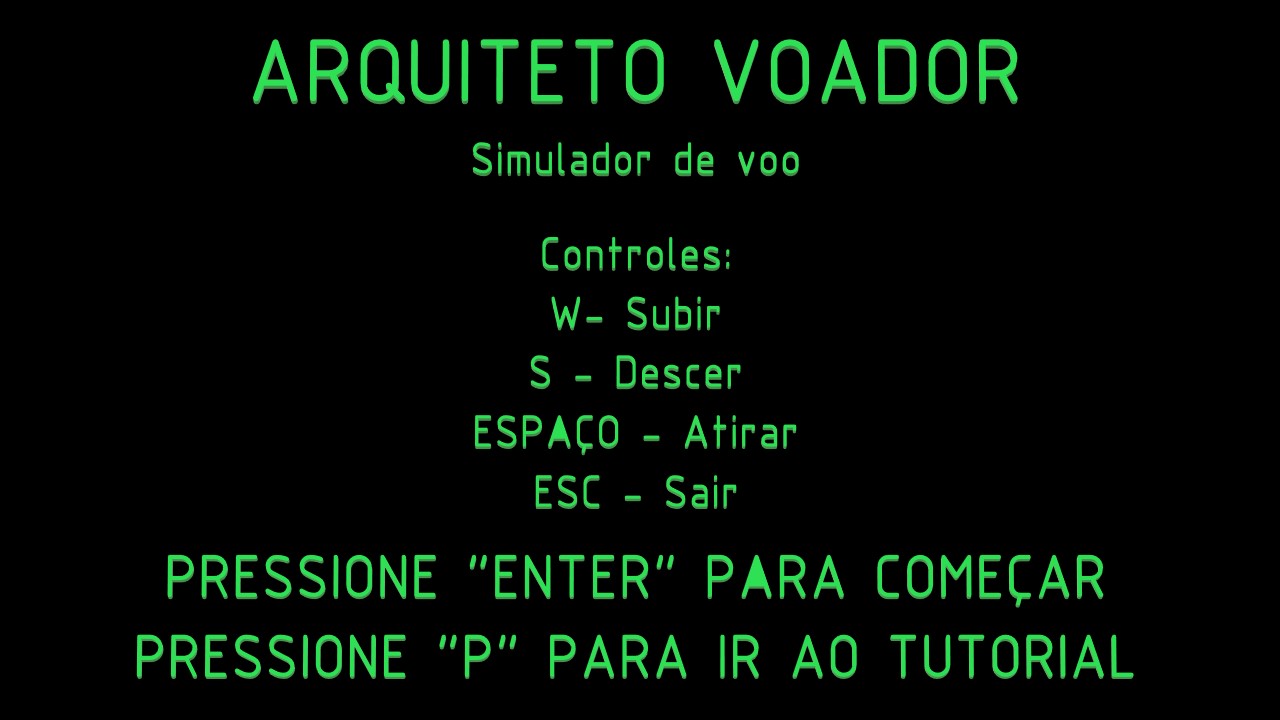 ARQUITETO VOADOR
Simulador de voo
Controles:
W- Subir
S - Descer
ESPAÇO - Atirar
ESC - Sair
PRESSIONE "ENTER" PARA COMEÇAR
PRESSIONE "P" PARA IR AO TUTORIAL